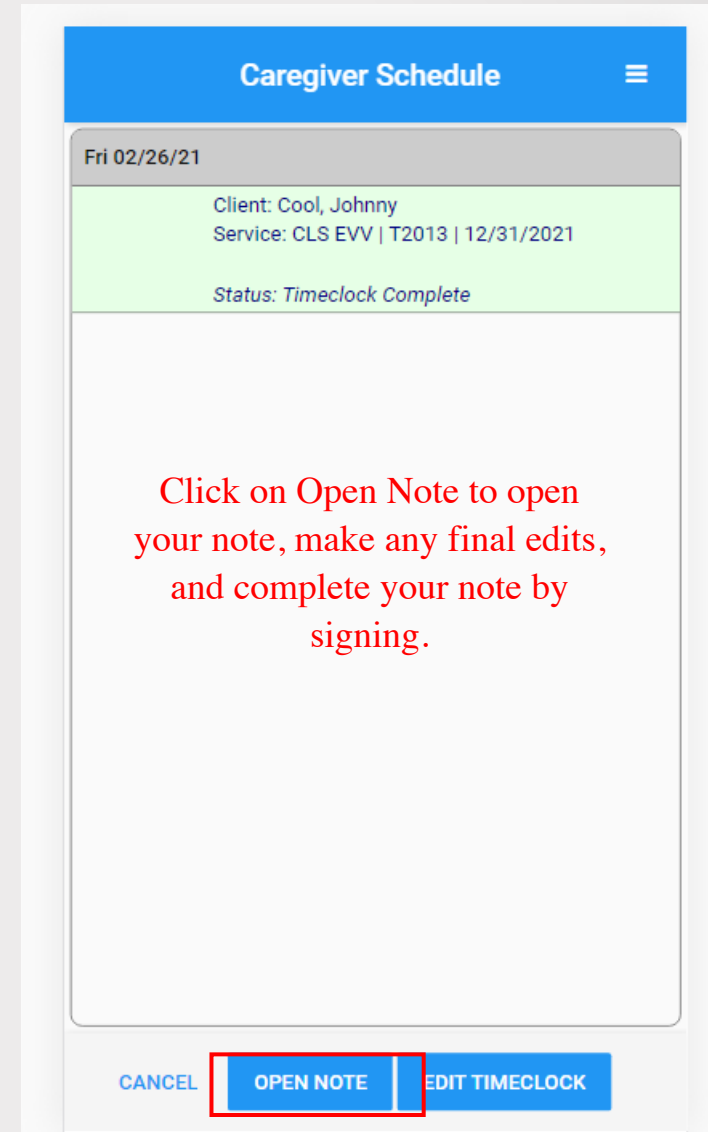 Caregiver Schedule
Fri 02/26/21
Client: Cool, Johnny
Service: CLS EVV | T2013 | 12/31/2021
Status: Timeclock Complete
Click on Open Note to open
your note, make any final edits,
and complete your note by
signing.
CANCEL OPEN NOTE EDIT TIMECLOCK